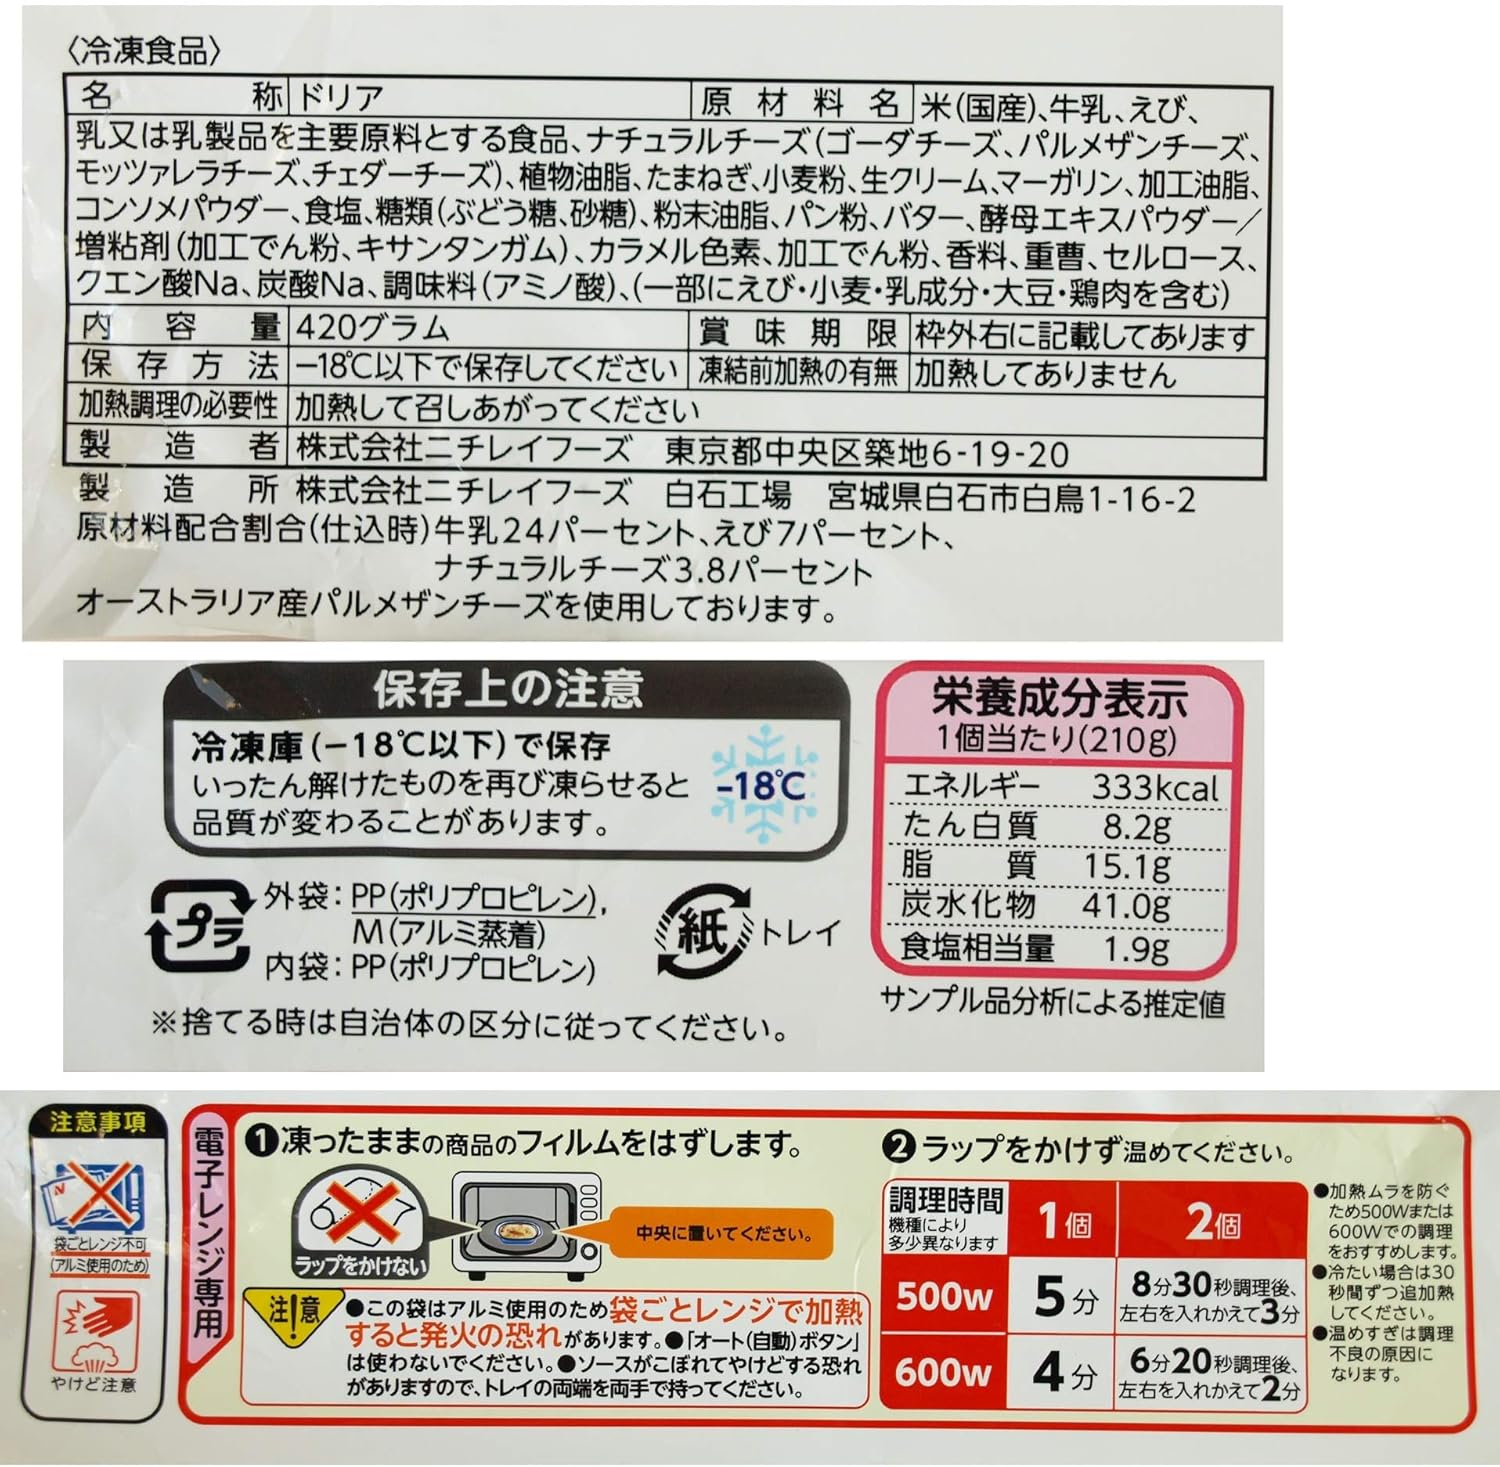 〈冷凍食品〉
名称 ドリア 原材料名 米(国産)、牛乳、えび、
乳又は乳製品を主要原料とする食品、ナチュラルチーズ(ゴーダチーズ、パルメザンチーズ、
モッツァレラチーズ、チェダーチーズ)、植物油脂、たまねぎ、小麦粉、生クリーム、マーガリン、加工油脂、
コンソメパウダー、食塩、糖類(ぶどう糖、砂糖)、粉末油脂、パン粉、バター、酵母エキスパウダー／
増粘剤(加工でん粉、キサンタンガム)、カラメル色素、加工でん粉、香料、重曹、セルロース、
クエン酸Na、炭酸Na、調味料(アミノ酸)、(一部にえび・小麦・乳成分・大豆・鶏肉を含む)
内容量 420グラム 賞味期限 枠外右に記載してあります
保存方法 −18℃以下で保存してください 凍結前加熱の有無 加熱してありません
加熱調理の必要性 加熱して召しあがってください
製造者 株式会社ニチレイフーズ 東京都中央区築地6-19-20
製造所 株式会社ニチレイフーズ 白石工場 宮城県白石市白鳥1-16-2
原材料配合割合(仕込時)牛乳24パーセント、えび7パーセント、
ナチュラルチーズ3.8パーセント
オーストラリア産パルメザンチーズを使用しております。
保存上の注意
冷凍庫(−18℃以下)で保存
いったん解けたものを再び凍らせると
品質が変わることがあります。
-18℃
プラ
外袋：PP(ポリプロピレン),
M(アルミ蒸着)
内袋：PP(ポリプロピレン)
紙 トレイ
※捨てる時は自治体の区分に従ってください。
栄養成分表示
1個当たり(210g)
エネルギー 333kcal
たん白質 8.2g
脂質 15.1g
炭水化物 41.0g
食塩相当量 1.9g
サンプル品分析による推定値
注意事項
N
袋ごとレンジ不可
(アルミ使用のため)
やけど注意
電子レンジ専用
❶凍ったままの商品のフィルムをはずします。
ラップをかけない
中央に置いてください。
注意
●この袋はアルミ使用のため袋ごとレンジで加熱
すると発火の恐れがあります。●「オート(自動)ボタン」
は使わないでください。●ソースがこぼれてやけどする恐れ
がありますので、トレイの両端を両手で持ってください。
❷ラップをかけず温めてください。
調理時間
機種により
多少異なります
1個 2個
500w 5分 8分30秒調理後、
左右を入れかえて3分
600w 4分 6分20秒調理後、
左右を入れかえて2分
●加熱ムラを防ぐ
ため500Wまたは
600Wでの調理
をおすすめします。
●冷たい場合は30
秒間ずつ追加熱
してください。
●温めすぎは調理
不良の原因に
なります。